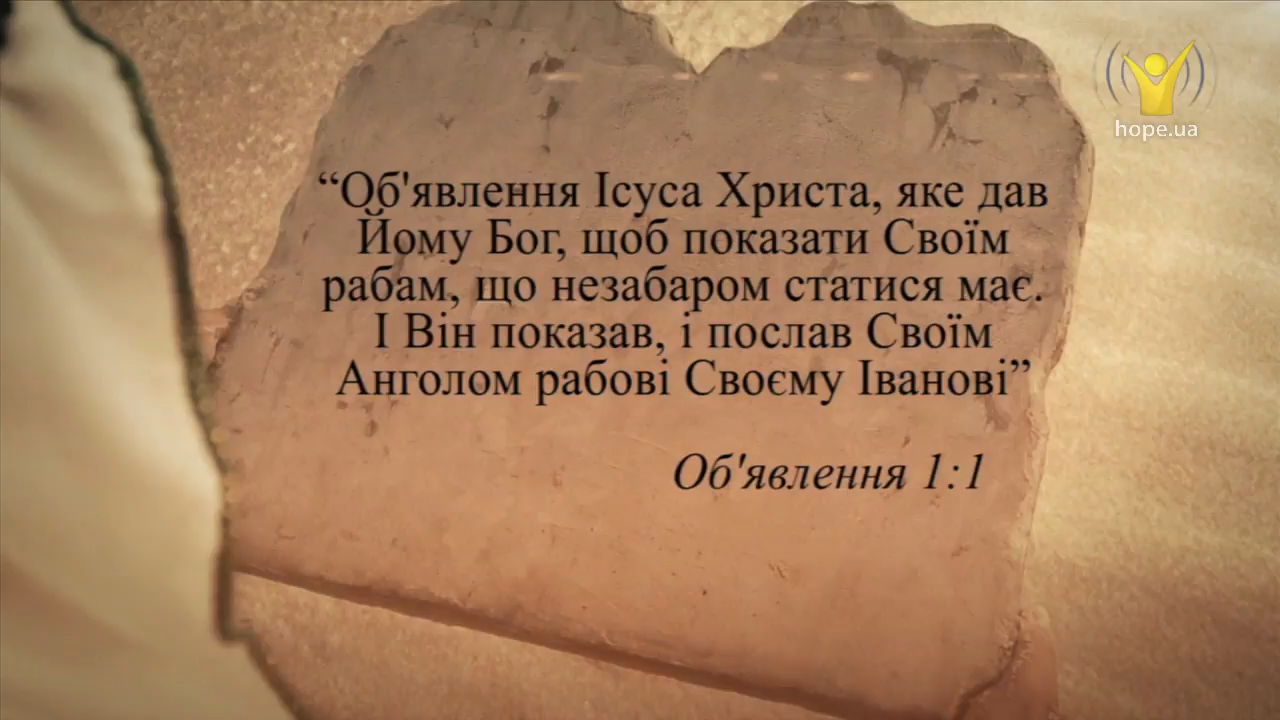 hope.ua
“Об'явлення Ісуса Христа, яке дав
Йому Бог, щоб показати Своїм
рабам, що незабаром статися має.
І Він показав, і послав Своїм
Анголом рабові Своєму Іванові”
Об'явлення 1:1